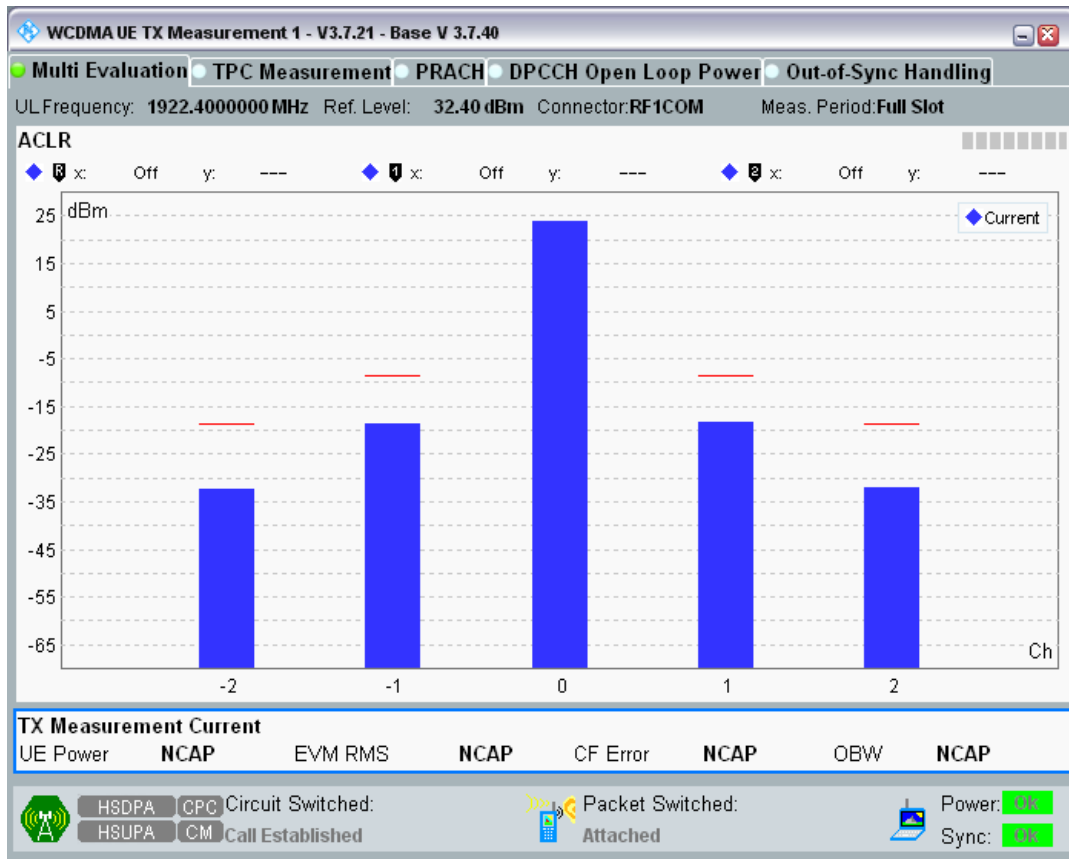 WCDMA UE TX Measurement 1 - V3.7.21 - Base V 3.7.40
Multi Evaluation TPC Measurement PRACH DPCCH Open Loop Power Out-of-Sync Handling
UL Frequency: 1922.4000000 MHz Ref. Level: 32.40 dBm Connector:RF1COM Meas. Period:Full Slot
ACLR
R x: Off y: --- 1 x: Off y: --- 2 x: Off y: ---
dBm
Current
25
15
5
-5
-15
-25
-35
-45
-55
-65
Ch
-2 -1 0 1 2
TX Measurement Current
UE Power NCAP EVM RMS NCAP CF Error NCAP OBW NCAP
HSDPA CPC Circuit Switched: Packet Switched: Power: Ok
HSUPA CM Call Established Attached Sync: Ok